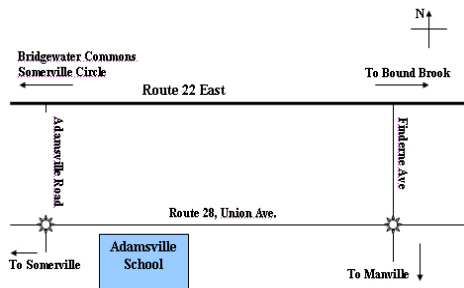 N
Bridgewater Commons
Somerville Circle
To Bound Brook
Route 22 East
Adamsville Road
Finderne Ave
Route 28, Union Ave.
Adamsville
School
To Somerville
To Manville